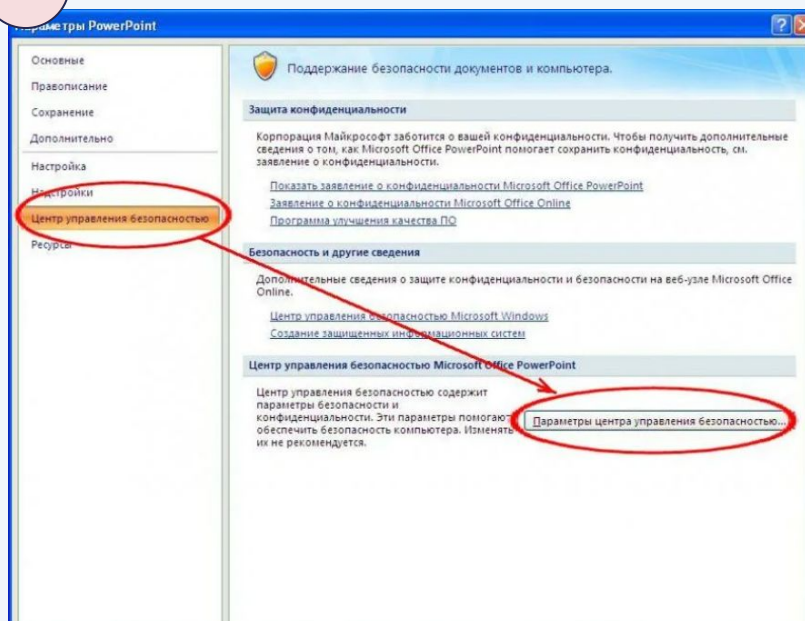 Параметры PowerPoint
Основные
Правописание
Сохранение
Дополнительно
Настройка
Надстройки
Центр управления безопасностью
Ресурсы
Поддержание безопасности документов и компьютера.
Защита конфиденциальности
Корпорация Майкрософт заботится о вашей конфиденциальности. Чтобы получить дополнительные
сведения о том, как Microsoft Office PowerPoint помогает сохранить конфиденциальность, см.
заявление о конфиденциальности.
Показать заявление о конфиденциальности Microsoft Office PowerPoint
Заявление о конфиденциальности Microsoft Office Online
Программа улучшения качества ПО
Безопасность и другие сведения
Дополнительные сведения о защите конфиденциальности и безопасности на веб-узле Microsoft Office
Online.
Центр управления безопасностью Microsoft Windows
Создание защищенных информационных систем
Центр управления безопасностью Microsoft Office PowerPoint
Центр управления безопасностью содержит
параметры безопасности и
конфиденциальности. Эти параметры помогают
обеспечить безопасность компьютера. Изменять
их не рекомендуется.
Параметры центра управления безопасностью...